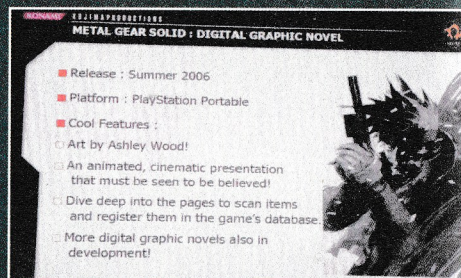 KONAMI KOJIMAPRODUCTIONS
METAL GEAR SOLID : DIGITAL GRAPHIC NOVEL
Release : Summer 2006
Platform : PlayStation Portable
Cool Features :
Art by Ashley Wood!
An animated, cinematic presentation
that must be seen to be believed!
Dive deep into the pages to scan items
and register them in the game's database.
More digital graphic novels also in
development!